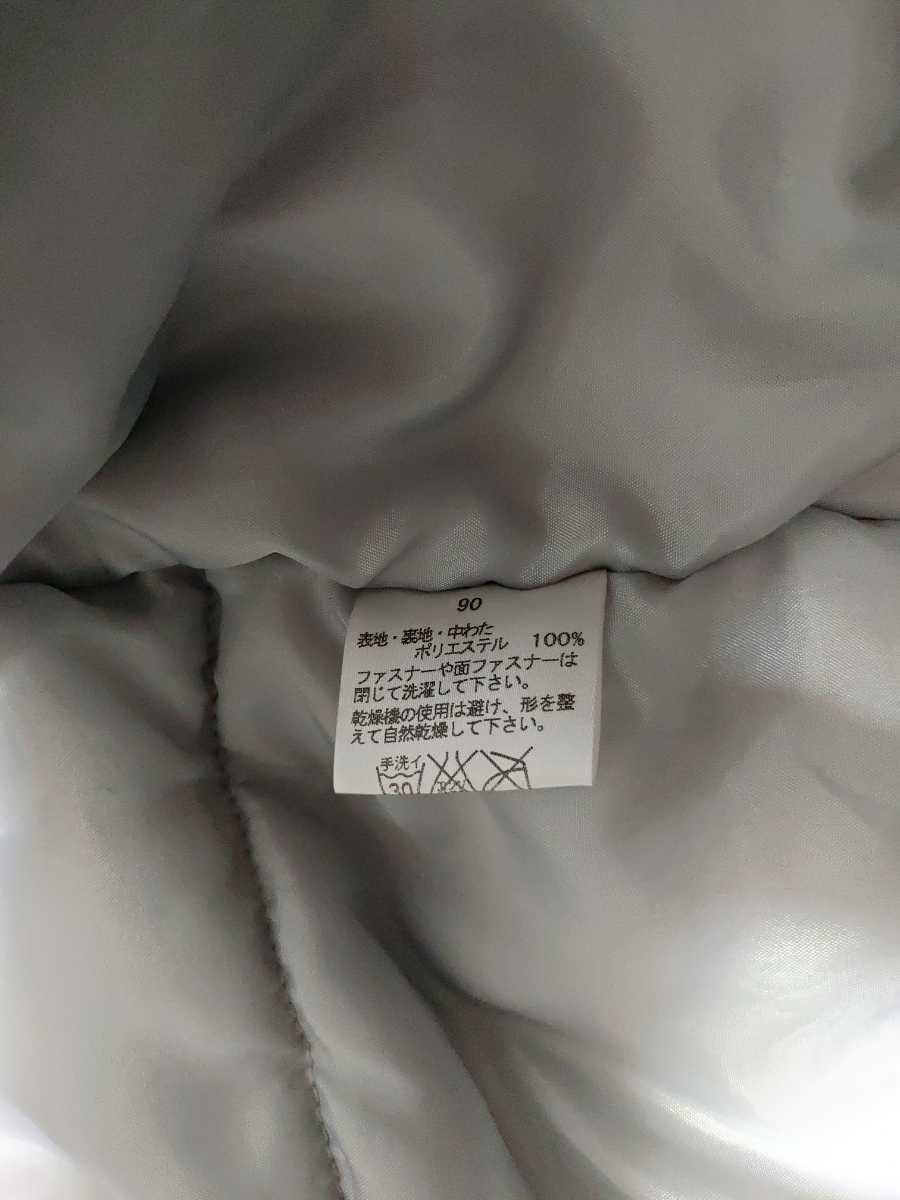 90
表地・裏地・中わた
ポリエステル 100%
ファスナーや面ファスナーは
閉じて洗濯して下さい。
乾燥機の使用は避け、形を整
えて自然乾燥して下さい。
手洗イ
30